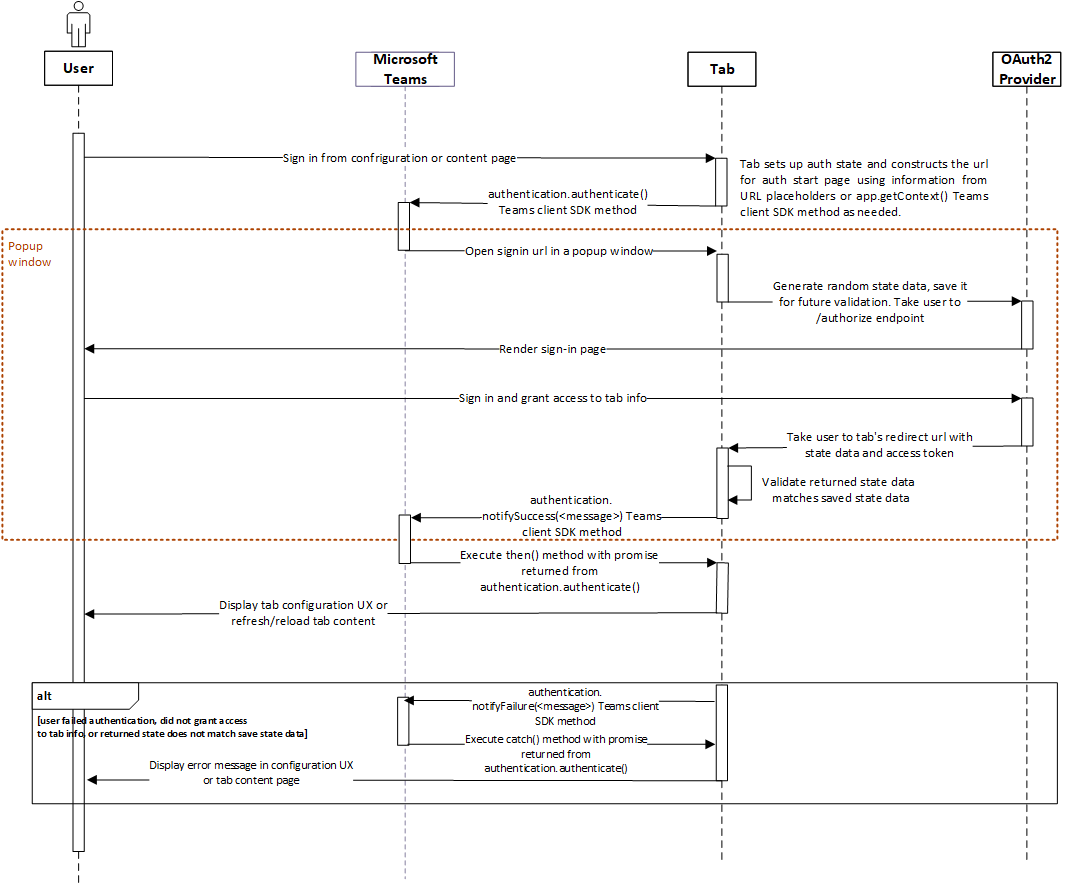 User
Microsoft
Teams
Tab
OAuth2
Provider
Sign in from confriguration or content page
Tab sets up auth state and constructs the url
for auth start page using information from
URL placeholders or app.getContext() Teams
client SDK method as needed.
authentication.authenticate()
Teams client SDK method
Popup
window
Open signin url in a popup window
Generate random state data, save it
for future validation. Take user to
/authorize endpoint
Render sign-in page
Sign in and grant access to tab info
Take user to tab's redirect url with
state data and access token
Validate returned state data
matches saved state data
authentication.
notifySuccess(<message>) Teams
client SDK method
Execute then() method with promise
returned from
authentication.authenticate()
Display tab configuration UX or
refresh/reload tab content
alt
[user failed authentication, did not grant access
to tab info, or returned state does not match save state data]
authentication.
notifyFailure(<message>) Teams client
SDK method
Execute catch() method with promise
returned from
authentication.authenticate()
Display error message in configuration UX
or tab content page